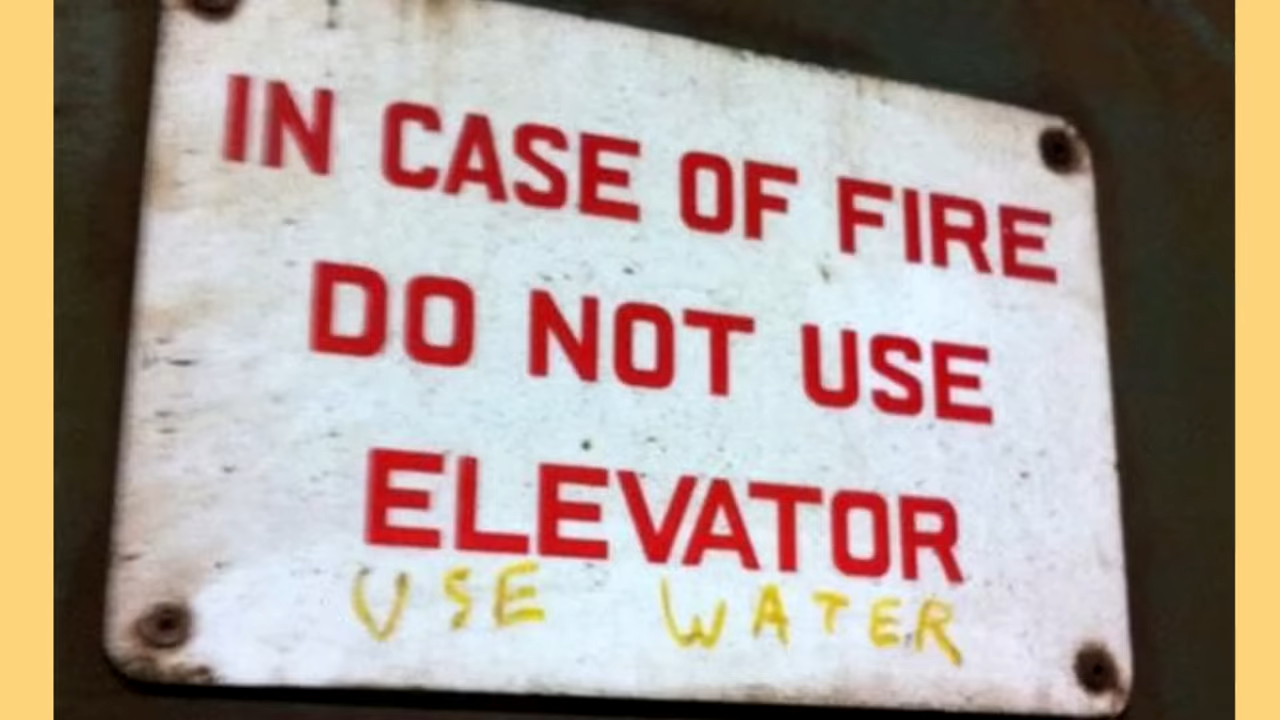 IN CASE OF FIRE
DO NOT USE
ELEVATOR
USE WATER